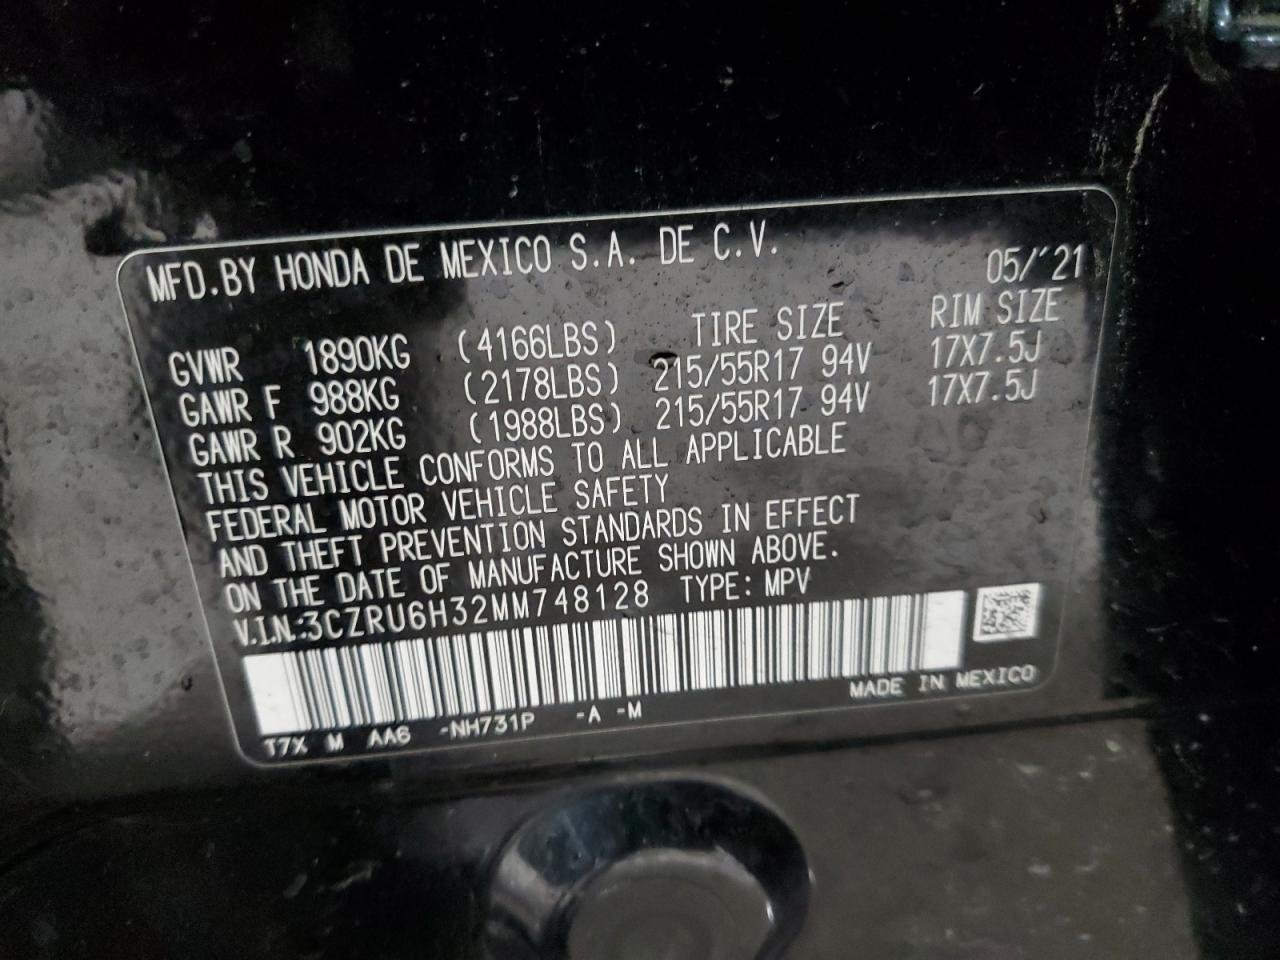 MFD.BY HONDA DE MEXICO S.A. DE C.V.
05/'21
TIRE SIZE RIM SIZE
GVWR 1890KG (4166LBS)
GAWR F 988KG (2178LBS) 215/55R17 94V 17X7.5J
GAWR R 902KG (1988LBS) 215/55R17 94V 17X7.5J
THIS VEHICLE CONFORMS TO ALL APPLICABLE
FEDERAL MOTOR VEHICLE SAFETY
AND THEFT PREVENTION STANDARDS IN EFFECT
ON THE DATE OF MANUFACTURE SHOWN ABOVE.
V.I.N.:3CZRU6H32MM748128 TYPE: MPV
MADE IN MEXICO
T7X M AA6 -NH731P -A -M